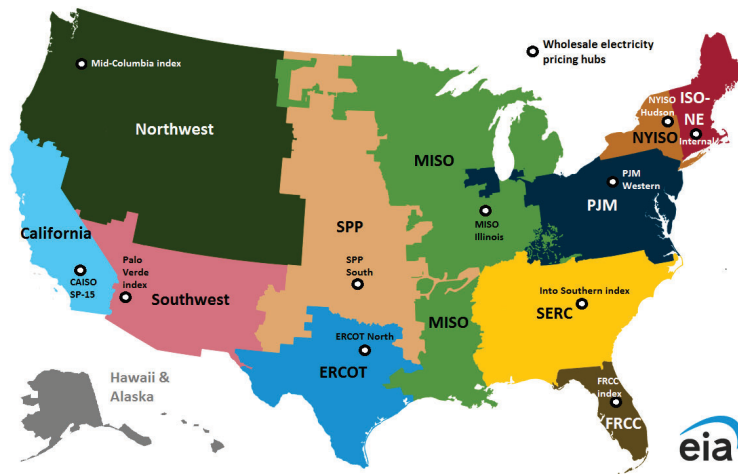 Mid-Columbia index
Wholesale electricity
pricing hubs
Northwest
MISO
NYISO
Hudson
ISO-
NE
NYISO
Internal
PJM
Western
PJM
California
SPP
MISO
Illinois
CAISO
SP-15
Palo
Verde
index
Southwest
SPP
South
Into Southern index
SERC
MISO
ERCOT North
ERCOT
Hawaii &
Alaska
FRCC
index
FRCC
eia